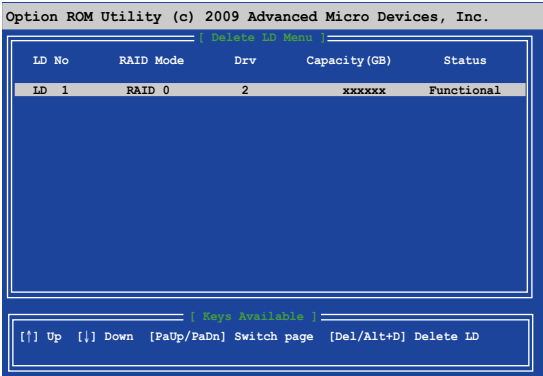 Option ROM Utility (c) 2009 Advanced Micro Devices, Inc.
[ Delete LD Menu ]
LD No RAID Mode Drv Capacity(GB) Status
LD 1 RAID 0 2 xxxxxx Functional
[ Keys Available ]
[↑] Up [↓] Down [PaUp/PaDn] Switch page [Del/Alt+D] Delete LD